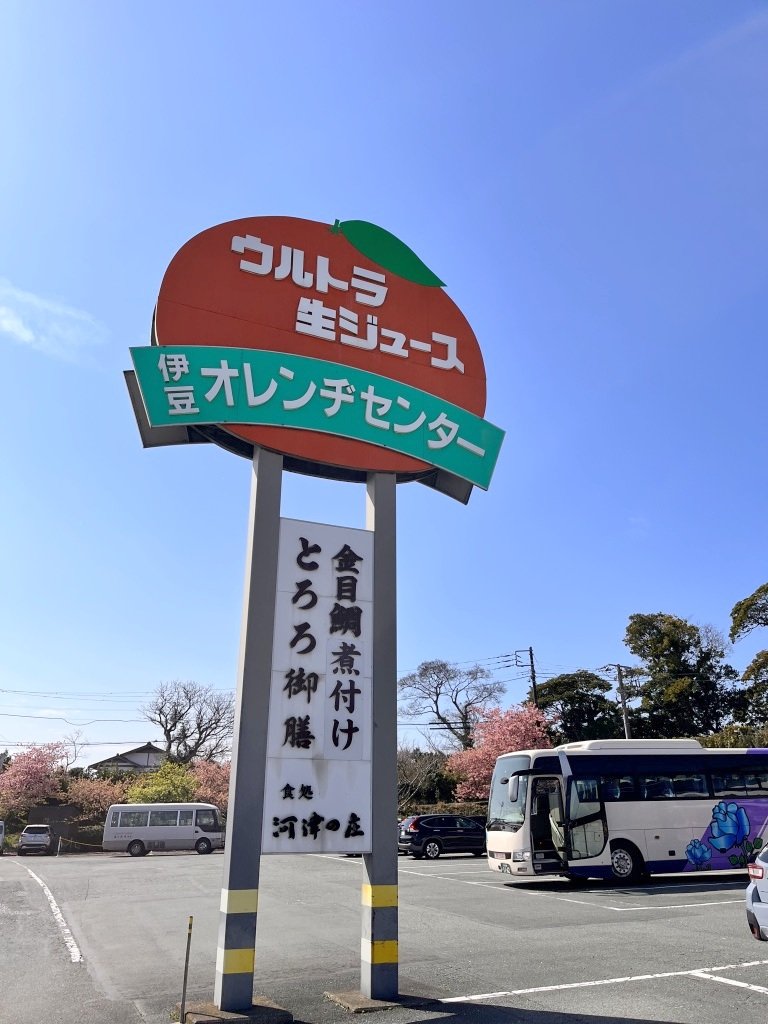 ウルトラ
生ジュース
伊豆
オレンヂセンター
金目鯛煮付け
とろろ御膳
食処
河津の庄